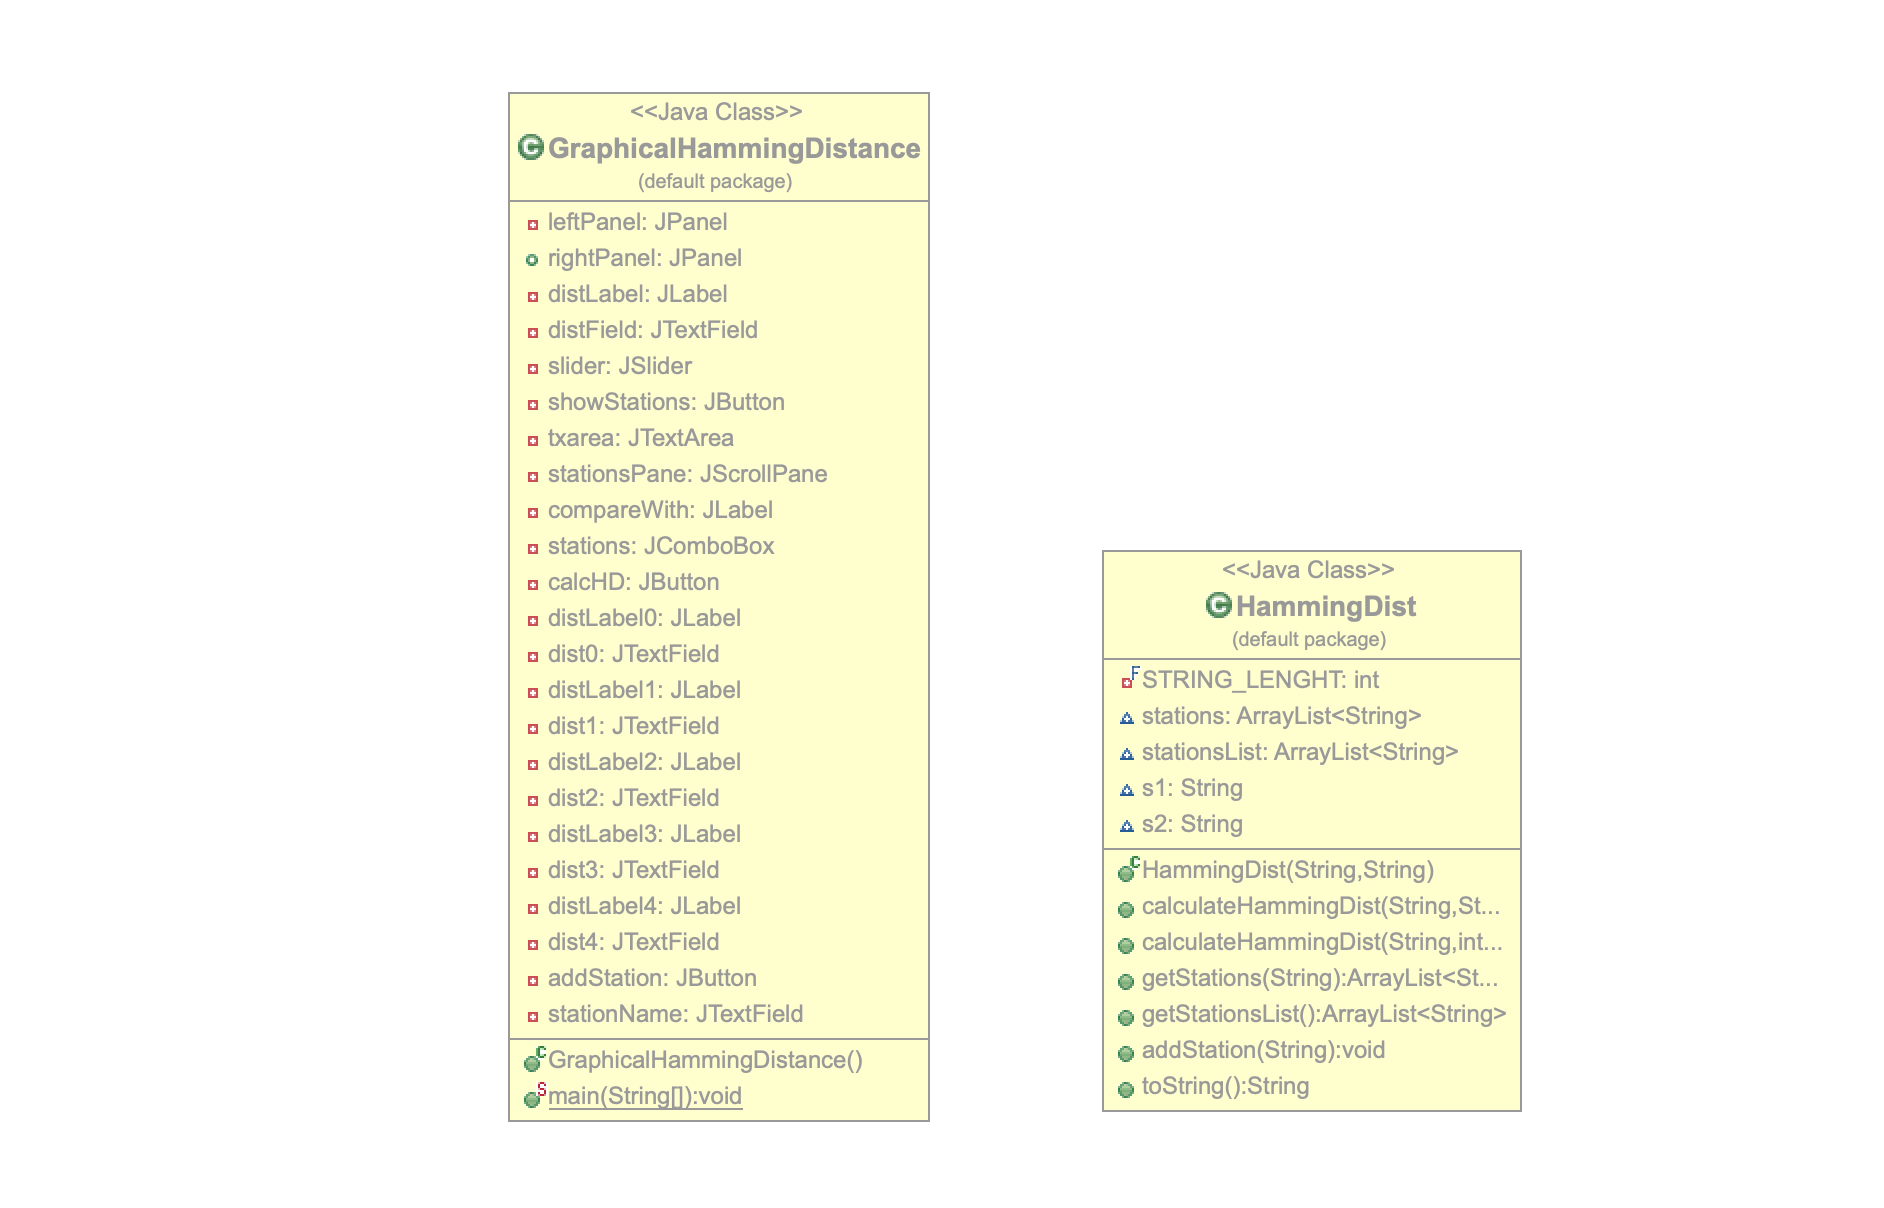 <<Java Class>>
GraphicalHammingDistance
(default package)
leftPanel: JPanel
rightPanel: JPanel
distLabel: JLabel
distField: JTextField
slider: JSlider
showStations: JButton
txarea: JTextArea
stationsPane: JScrollPane
compareWith: JLabel
stations: JComboBox
calcHD: JButton
distLabel0: JLabel
dist0: JTextField
distLabel1: JLabel
dist1: JTextField
distLabel2: JLabel
dist2: JTextField
distLabel3: JLabel
dist3: JTextField
distLabel4: JLabel
dist4: JTextField
addStation: JButton
stationName: JTextField
GraphicalHammingDistance()
main(String[]):void
<<Java Class>>
HammingDist
(default package)
STRING_LENGHT: int
stations: ArrayList<String>
stationsList: ArrayList<String>
s1: String
s2: String
HammingDist(String,String)
calculateHammingDist(String,St...
calculateHammingDist(String,int...
getStations(String):ArrayList<St...
getStationsList():ArrayList<String>
addStation(String):void
toString():String